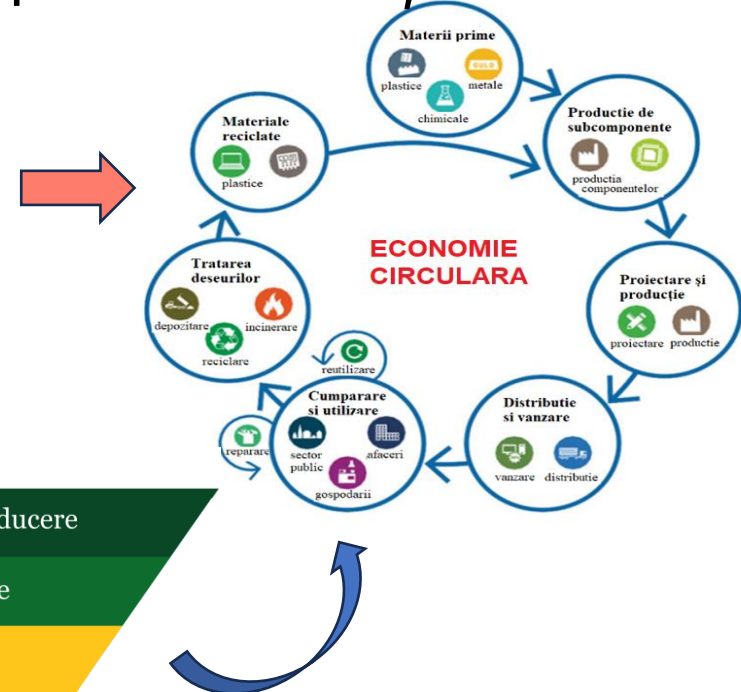 Materii prime
plastice
metale
chimicale
Materiale
reciclate
plastice
Productie de
subcomponente
productia
componentelor
ECONOMIE
CIRCULARA
Tratarea
deseurilor
depozitare
incinerare
reciclare
Proiectare și
producție
proiectare
productie
reutilizare
Cumparare
si utilizare
reparare
sector
public
afaceri
gospodarii
Distributie
si vanzare
vanzare
distributie
ducere
e